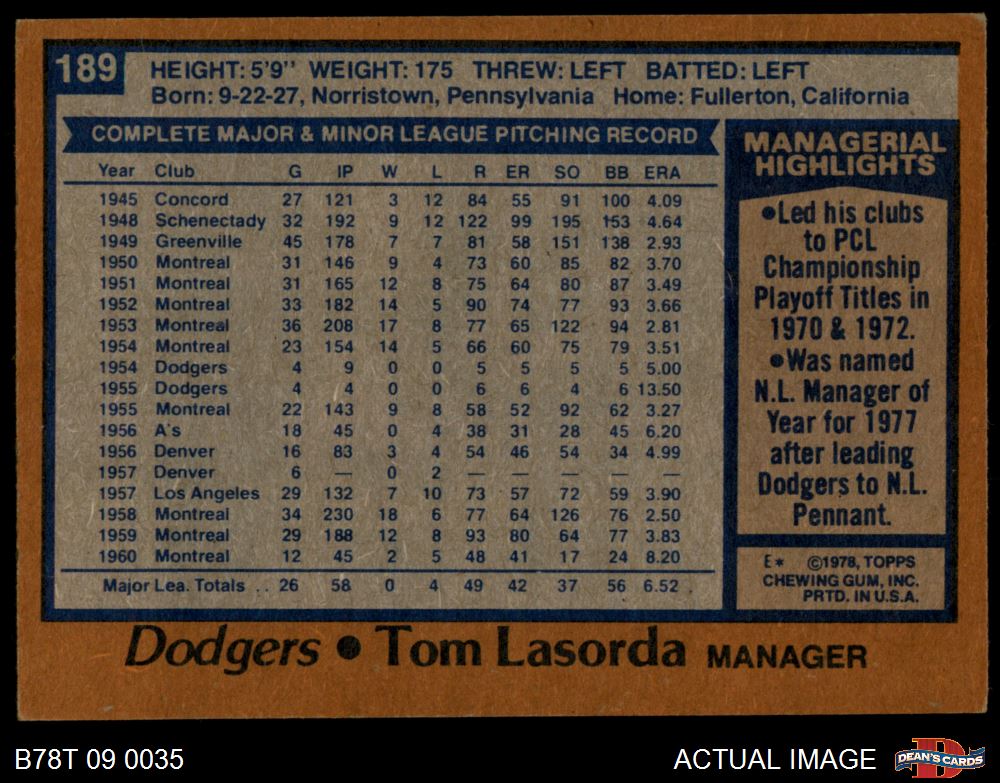 189
HEIGHT: 5'9" WEIGHT: 175 THREW: LEFT BATTED: LEFT
Born: 9-22-27, Norristown, Pennsylvania Home: Fullerton, California
COMPLETE MAJOR & MINOR LEAGUE PITCHING RECORD
Year Club G IP W L R ER SO BB ERA
1945 Concord 27 121 3 12 84 55 91 100 4.09
1948 Schenectady 32 192 9 12 122 99 195 153 4.64
1949 Greenville 45 178 7 7 81 58 151 138 2.93
1950 Montreal 31 146 9 4 73 60 85 82 3.70
1951 Montreal 31 165 12 8 75 64 80 87 3.49
1952 Montreal 33 182 14 5 90 74 77 93 3.66
1953 Montreal 36 208 17 8 77 65 122 94 2.81
1954 Montreal 23 154 14 5 66 60 75 79 3.51
1954 Dodgers 4 9 0 0 5 5 5 5 5.00
1955 Dodgers 4 4 0 0 6 6 4 6 13.50
1955 Montreal 22 143 9 8 58 52 92 62 3.27
1956 A's 18 45 0 4 38 31 28 45 6.20
1956 Denver 16 83 3 4 54 46 54 34 4.99
1957 Denver 6 — 0 2 — — — — —
1957 Los Angeles 29 132 7 10 73 57 72 59 3.90
1958 Montreal 34 230 18 6 77 64 126 76 2.50
1959 Montreal 29 188 12 8 93 80 64 77 3.83
1960 Montreal 12 45 2 5 48 41 17 24 8.20
Major Lea. Totals .. 26 58 0 4 49 42 37 56 6.52
MANAGERIAL
HIGHLIGHTS
•Led his clubs
to PCL
Championship
Playoff Titles in
1970 & 1972.
•Was named
N.L. Manager of
Year for 1977
after leading
Dodgers to N.L.
Pennant.
E* ©1978, TOPPS
CHEWING GUM, INC.
PRTD. IN U.S.A.
Dodgers • Tom Lasorda MANAGER
B78T 09 0035
ACTUAL IMAGE
D
DEAN'S CARDS